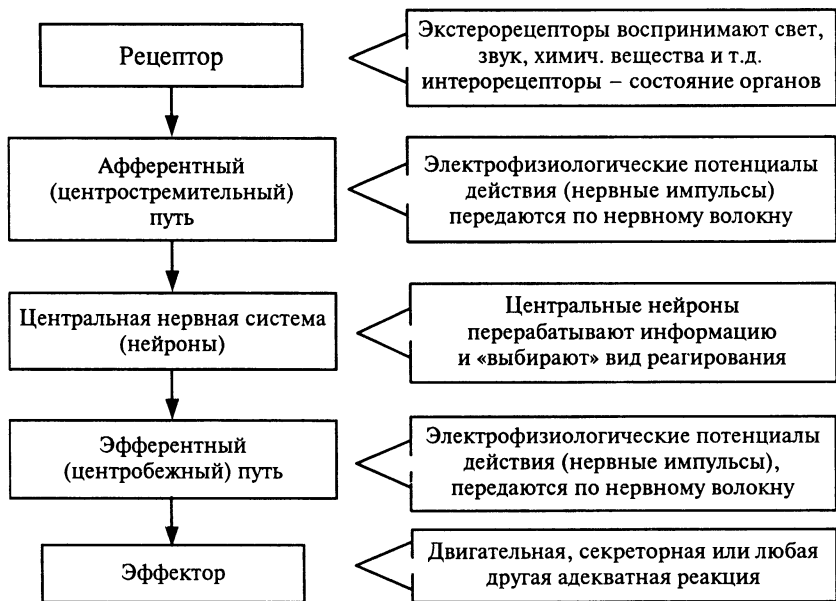 Рецептор
Экстерорецепторы воспринимают свет,
звук, химич. вещества и т.д.
интерорецепторы – состояние органов
Афферентный
(центростремительный)
путь
Электрофизиологические потенциалы
действия (нервные импульсы)
передаются по нервному волокну
Центральная нервная система
(нейроны)
Центральные нейроны
перерабатывают информацию
и «выбирают» вид реагирования
Эфферентный
(центробежный) путь
Электрофизиологические потенциалы
действия (нервные импульсы),
передаются по нервному волокну
Эффектор
Двигательная, секреторная или любая
другая адекватная реакция